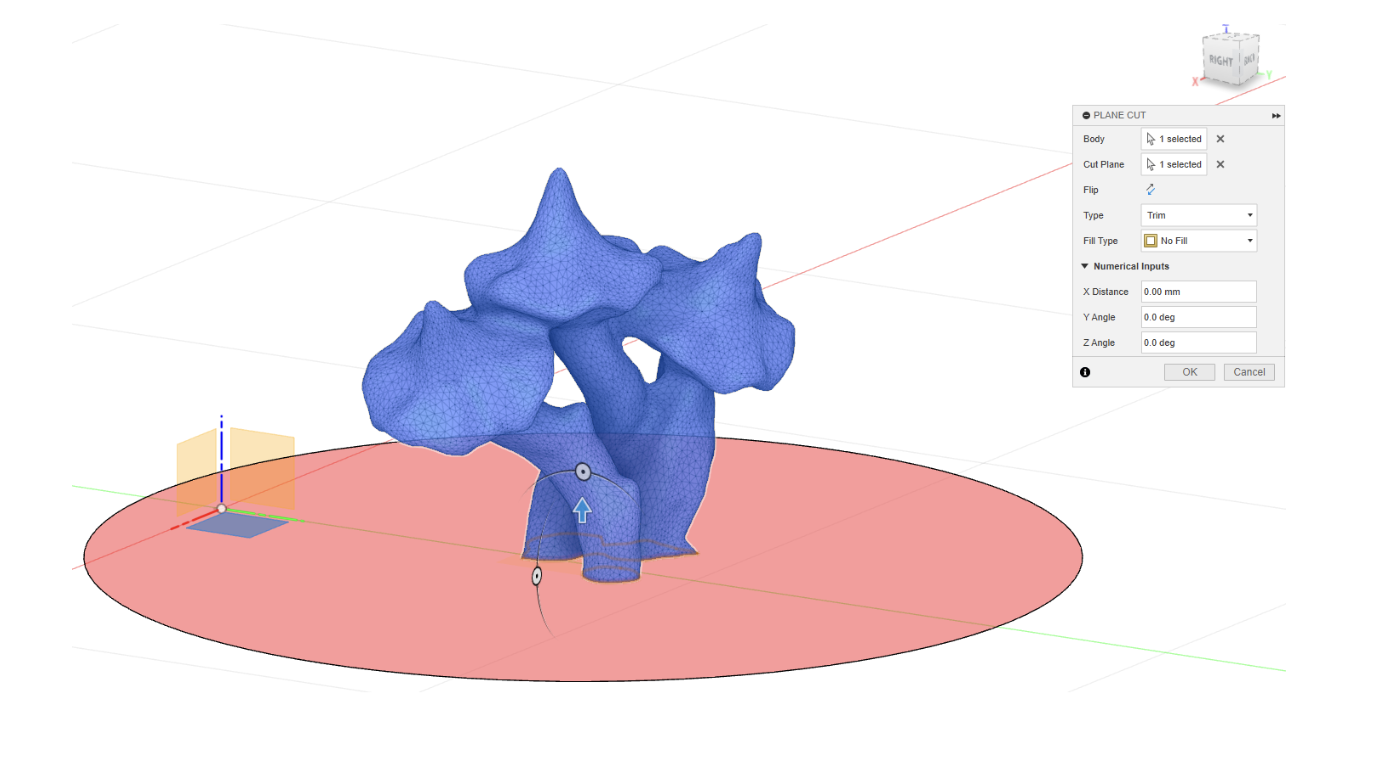 Z
RIGHT
BACK
X
Y
PLANE CUT
Body 1 selected
Cut Plane 1 selected
Flip
Type Trim
Fill Type No Fill
Numerical Inputs
X Distance 0.00 mm
Y Angle 0.0 deg
Z Angle 0.0 deg
OK Cancel